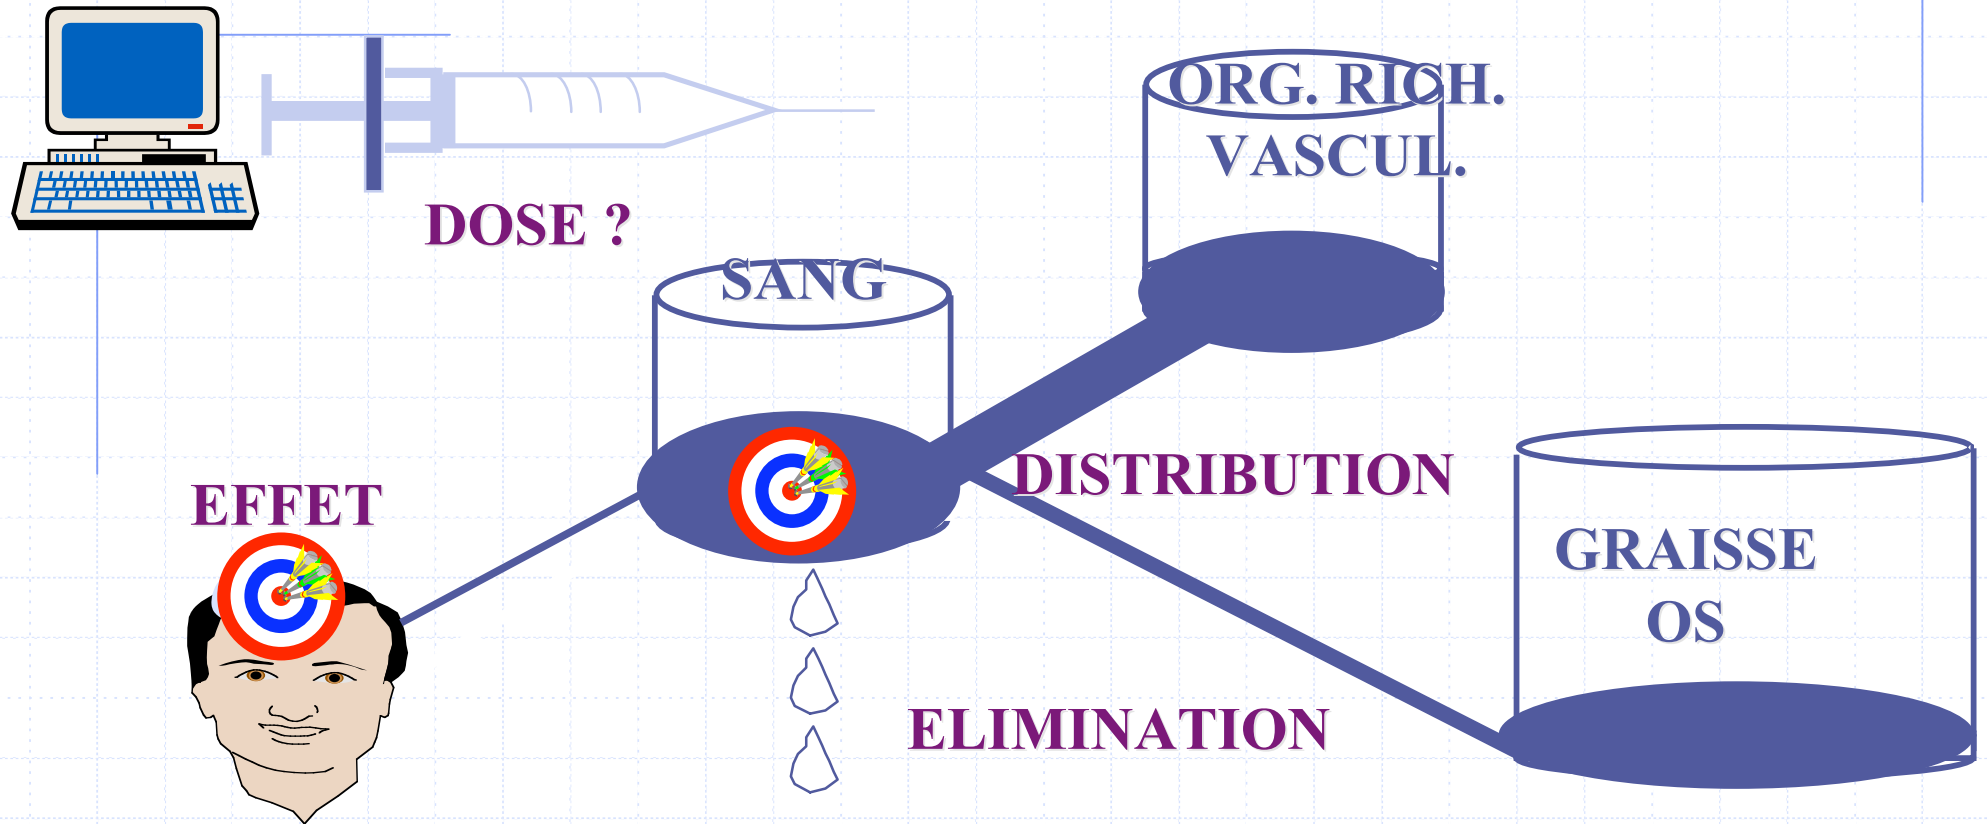 ORG. RICH.
VASCUL.
DOSE ?
SANG
DISTRIBUTION
EFFET
GRAISSE
OS
ELIMINATION